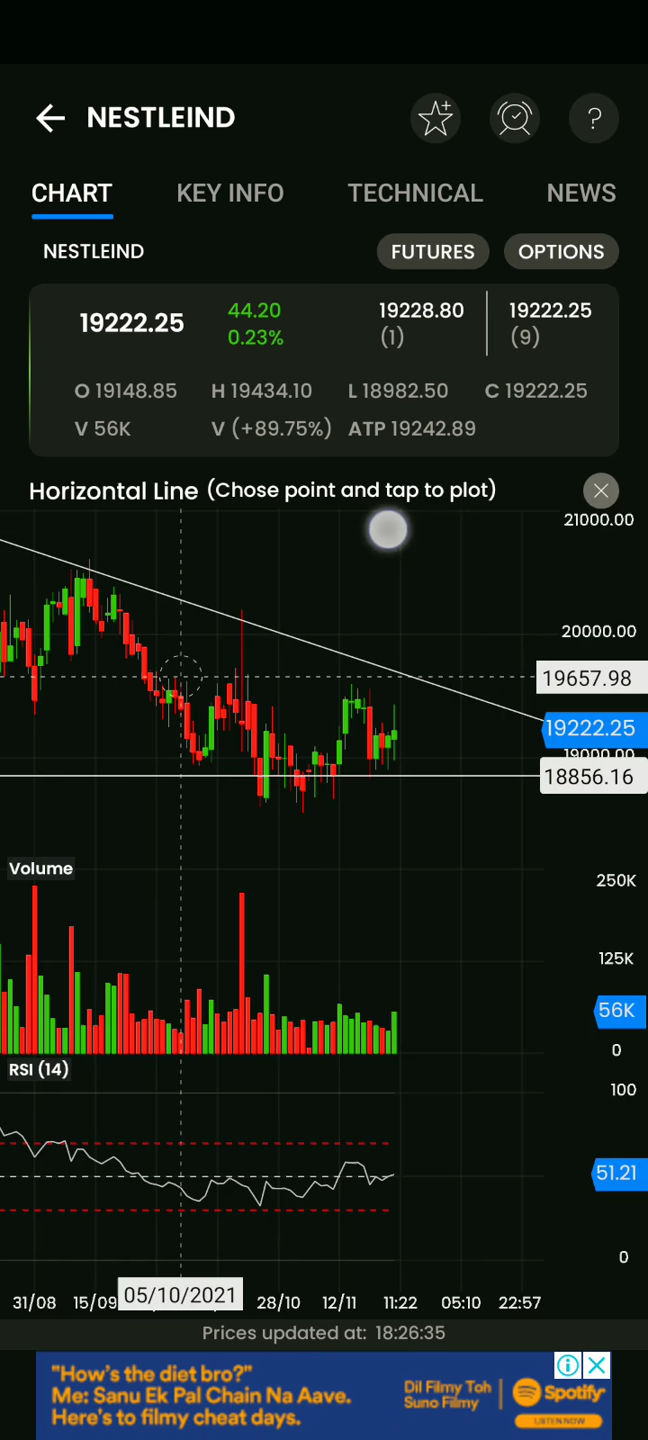 NESTLEIND
?
CHART KEY INFO TECHNICAL NEWS
NESTLEIND FUTURES OPTIONS
19222.25 44.20 0.23% 19228.80 (1) 19222.25 (9)
O 19148.85 H 19434.10 L 18982.50 C 19222.25
V 56K V (+89.75%) ATP 19242.89
Horizontal Line (Chose point and tap to plot)
21000.00
20000.00
19657.98
19222.25
19000.00
18856.16
Volume
250K
125K
56K
0
RSI (14)
100
51.21
0
31/08 15/09 05/10/2021 28/10 12/11 11:22 05:10 22:57
Prices updated at: 18:26:35
"How's the diet bro?"
Me: Sanu Ek Pal Chain Na Aave.
Here's to filmy cheat days.
Dil Filmy Toh
Suno Filmy
Spotify
LISTEN NOW